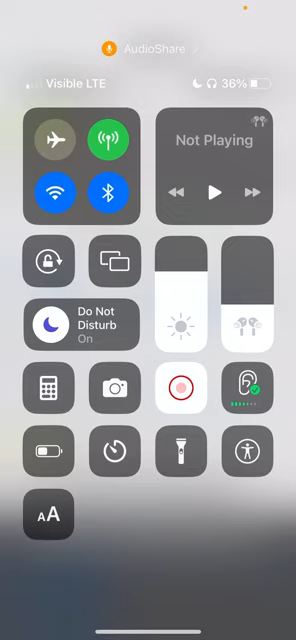 AudioShare
Visible LTE
36%
Not Playing
Do Not
Disturb
On
AA